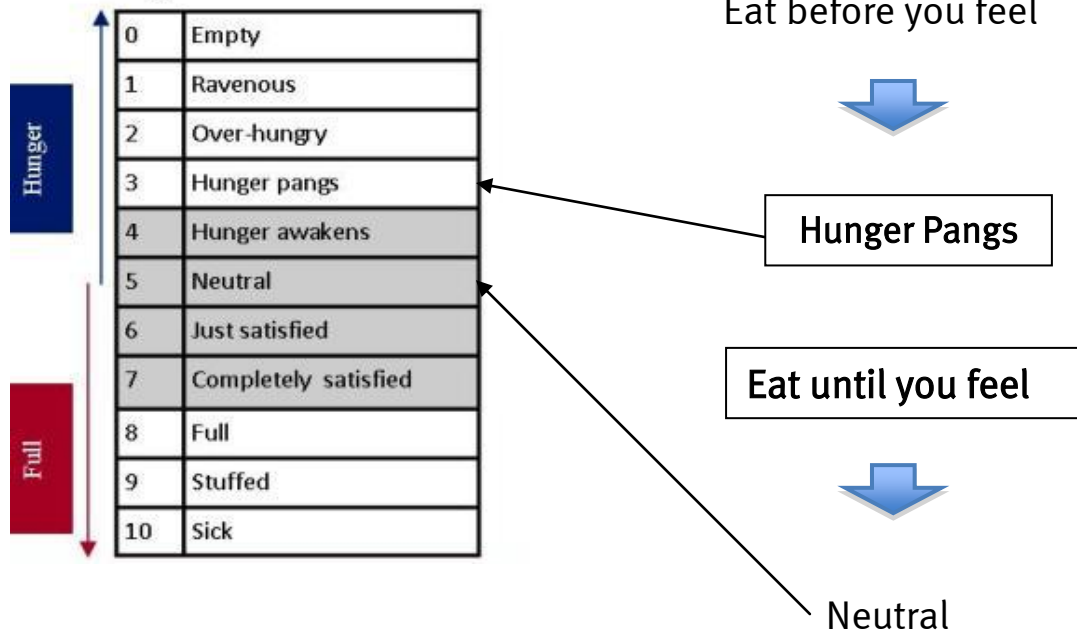 0 Empty
1 Ravenous
2 Over-hungry
3 Hunger pangs
4 Hunger awakens
5 Neutral
6 Just satisfied
7 Completely satisfied
8 Full
9 Stuffed
10 Sick
Hunger
Full
Eat before you feel
Hunger Pangs
Eat until you feel
Neutral